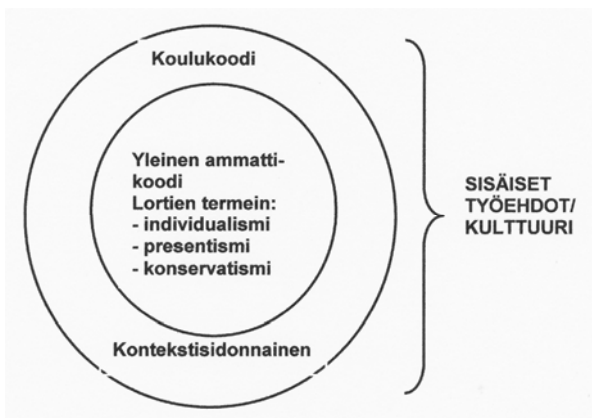 Koulukoodi
Yleinen ammatti-
koodi
Lortien termein:
- individualismi
- presentismi
- konservatismi
Kontekstisidonnainen
SISÄISET
TYÖEHDOT/
KULTTUURI